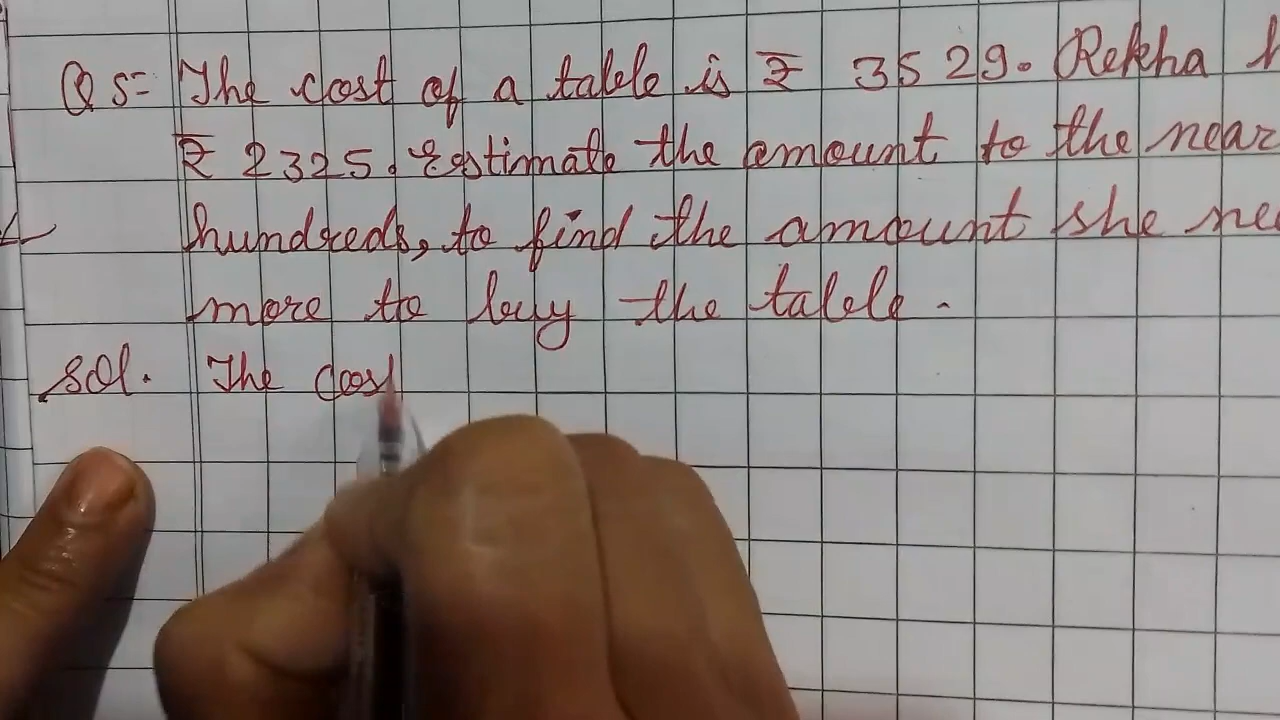 Q 5= The cost of a table is ₹ 3529. Rekha
₹ 2325. Estimate the amount to the near
hundreds, to find the amount she ne
more to buy the table.
sol. The cost